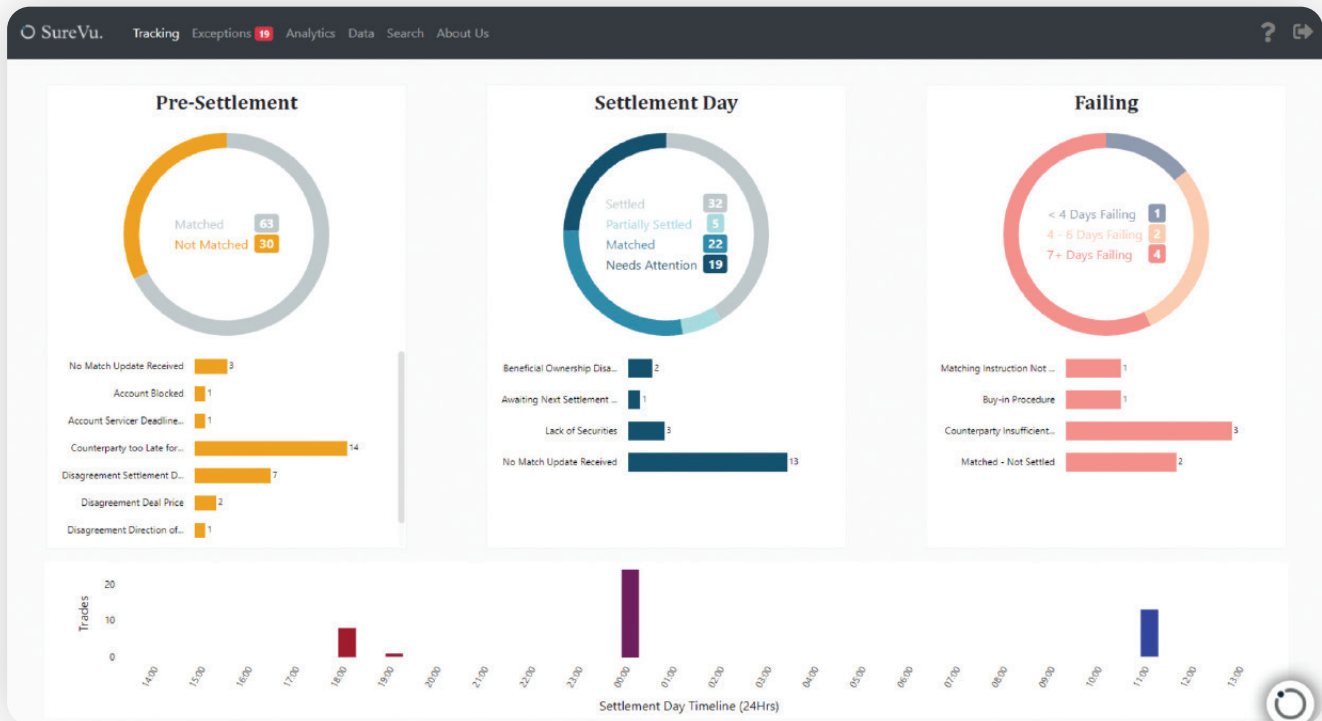 SureVu. Tracking Exceptions 19 Analytics Data Search About Us ?
Pre-Settlement
Matched 63
Not Matched 30
No Match Update Received 3
Account Blocked 1
Account Servicer Deadline... 1
Counterparty too Late for... 14
Disagreement Settlement D... 7
Disagreement Deal Price 2
Disagreement Direction of... 1
Settlement Day
Settled 32
Partially Settled 5
Matched 22
Needs Attention 19
Beneficial Ownership Disa... 2
Awaiting Next Settlement ... 1
Lack of Securities 3
No Match Update Received 13
Failing
< 4 Days Failing 1
4 - 6 Days Failing 2
7+ Days Failing 4
Matching Instruction Not ... 1
Buy-in Procedure 1
Counterparty Insufficient... 3
Matched - Not Settled 2
Trades
20
10
0
14:00 15:00 16:00 17:00 18:00 19:00 20:00 21:00 22:00 23:00 00:00 01:00 02:00 03:00 04:00 05:00 06:00 07:00 08:00 09:00 10:00 11:00 12:00 13:00
Settlement Day Timeline (24Hrs)